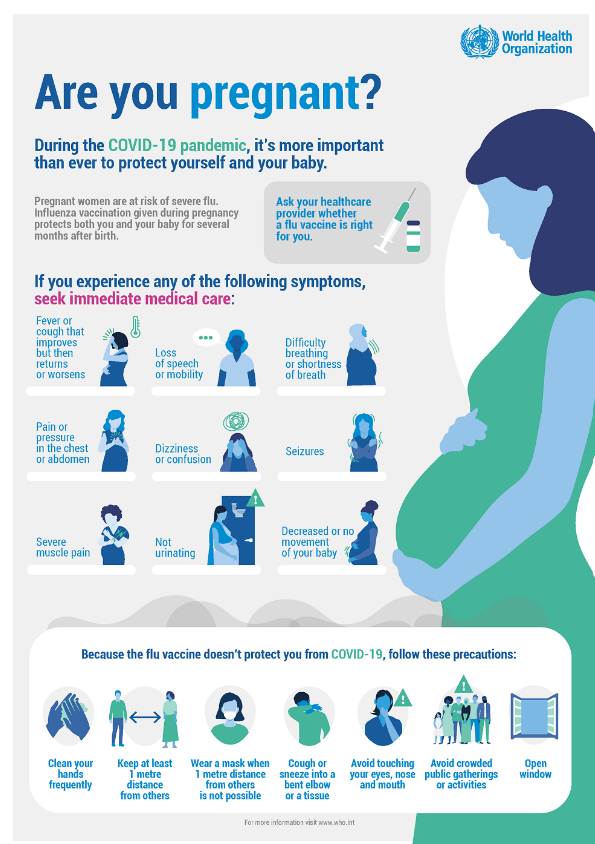 World Health
Organization
Are you pregnant?
During the COVID-19 pandemic, it's more important
than ever to protect yourself and your baby.
Pregnant women are at risk of severe flu.
Influenza vaccination given during pregnancy
protects both you and your baby for several
months after birth.
Ask your healthcare
provider whether
a flu vaccine is right
for you.
If you experience any of the following symptoms,
seek immediate medical care:
Fever or
cough that
improves
but then
returns
or worsens
Loss
of speech
or mobility
Difficulty
breathing
or shortness
of breath
Pain or
pressure
in the chest
or abdomen
Dizziness
or confusion
Seizures
Severe
muscle pain
Not
urinating
Decreased or no
movement
of your baby
Because the flu vaccine doesn't protect you from COVID-19, follow these precautions:
Clean your
hands
frequently
Keep at least
1 metre
distance
from others
Wear a mask when
1 metre distance
from others
is not possible
Cough or
sneeze into a
bent elbow
or a tissue
Avoid touching
your eyes, nose
and mouth
Avoid crowded
public gatherings
or activities
Open
window
For more information visit www.who.int